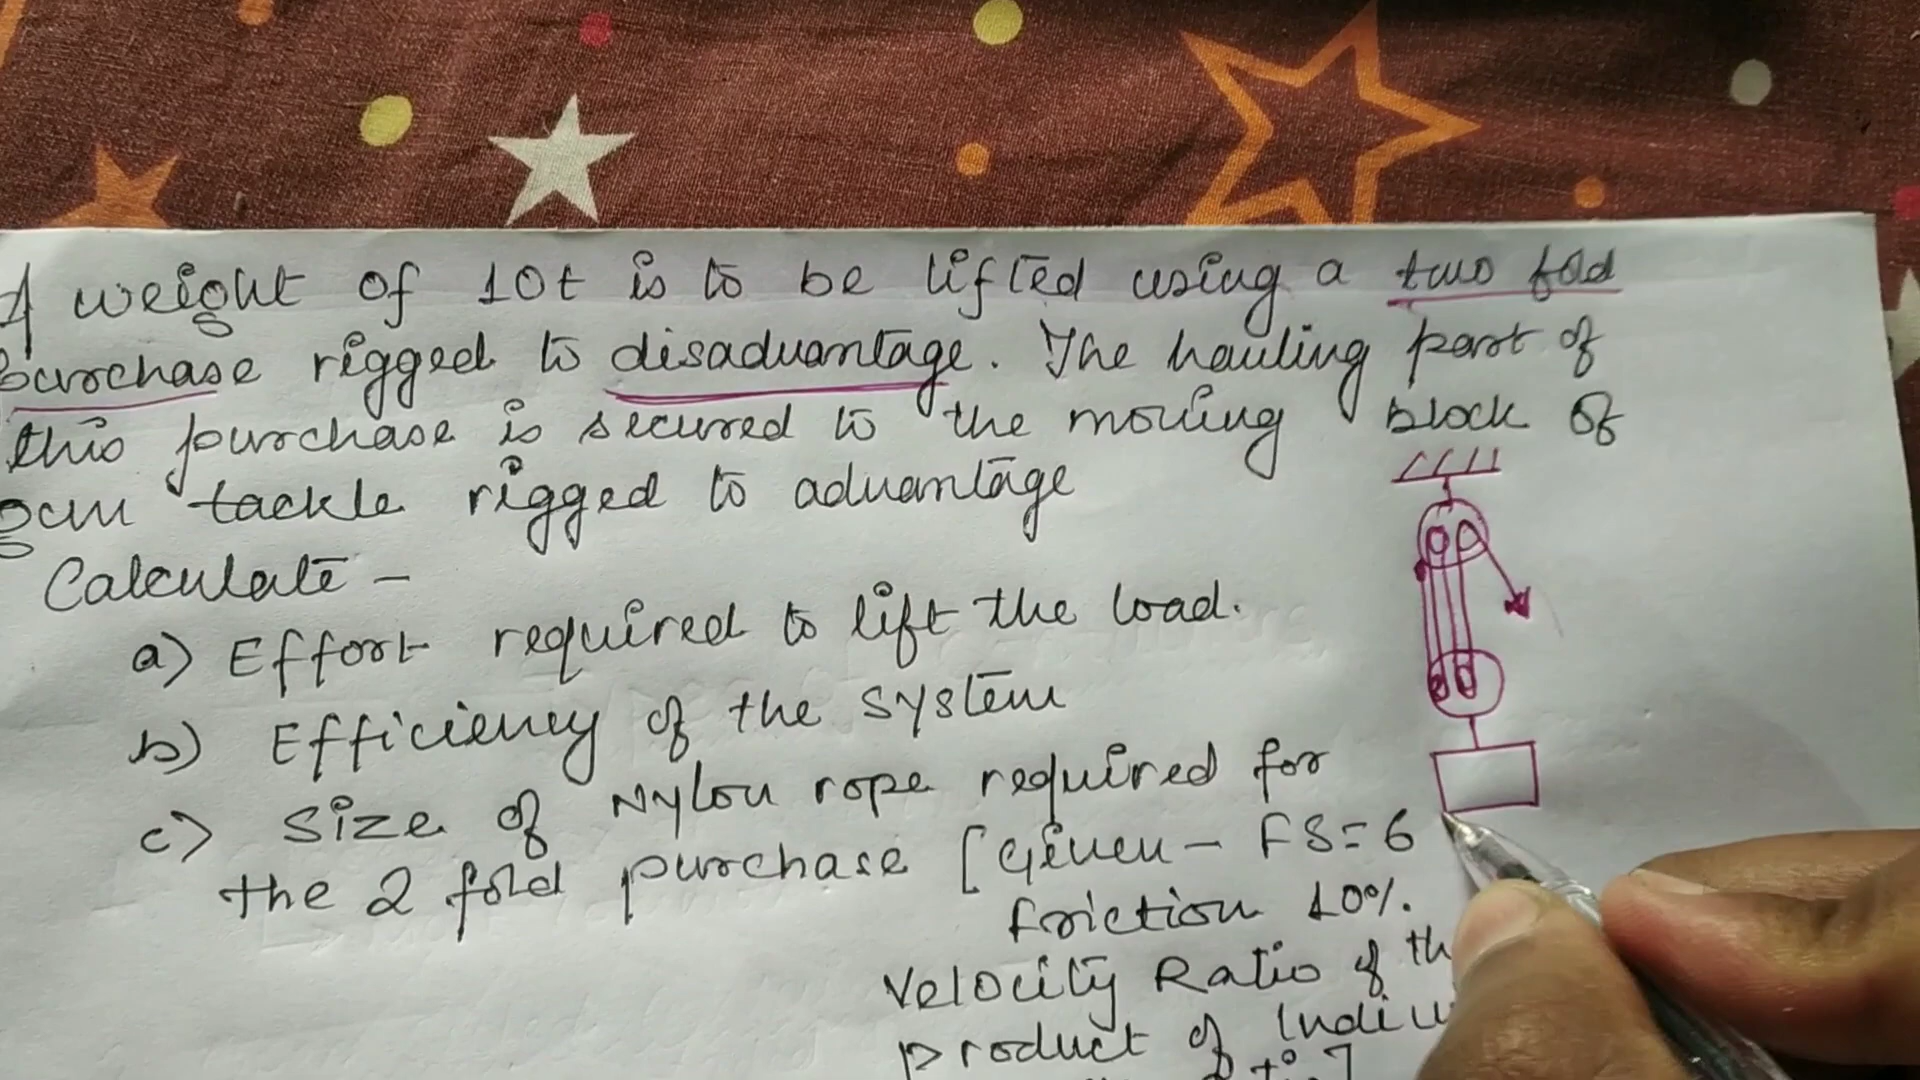 A weight of 10t is to be lifted using a two fold
purchase rigged to disadvantage. The hauling part of
this purchase is secured to the moving block of
gun tackle rigged to advantage
Calculate -
a) Effort required to lift the load.
b) Efficiency of the system
c) Size of Nylon rope required for
the 2 fold purchase [Given - FS=6
friction 10%.
Velocity Ratio of th
product of Indiv